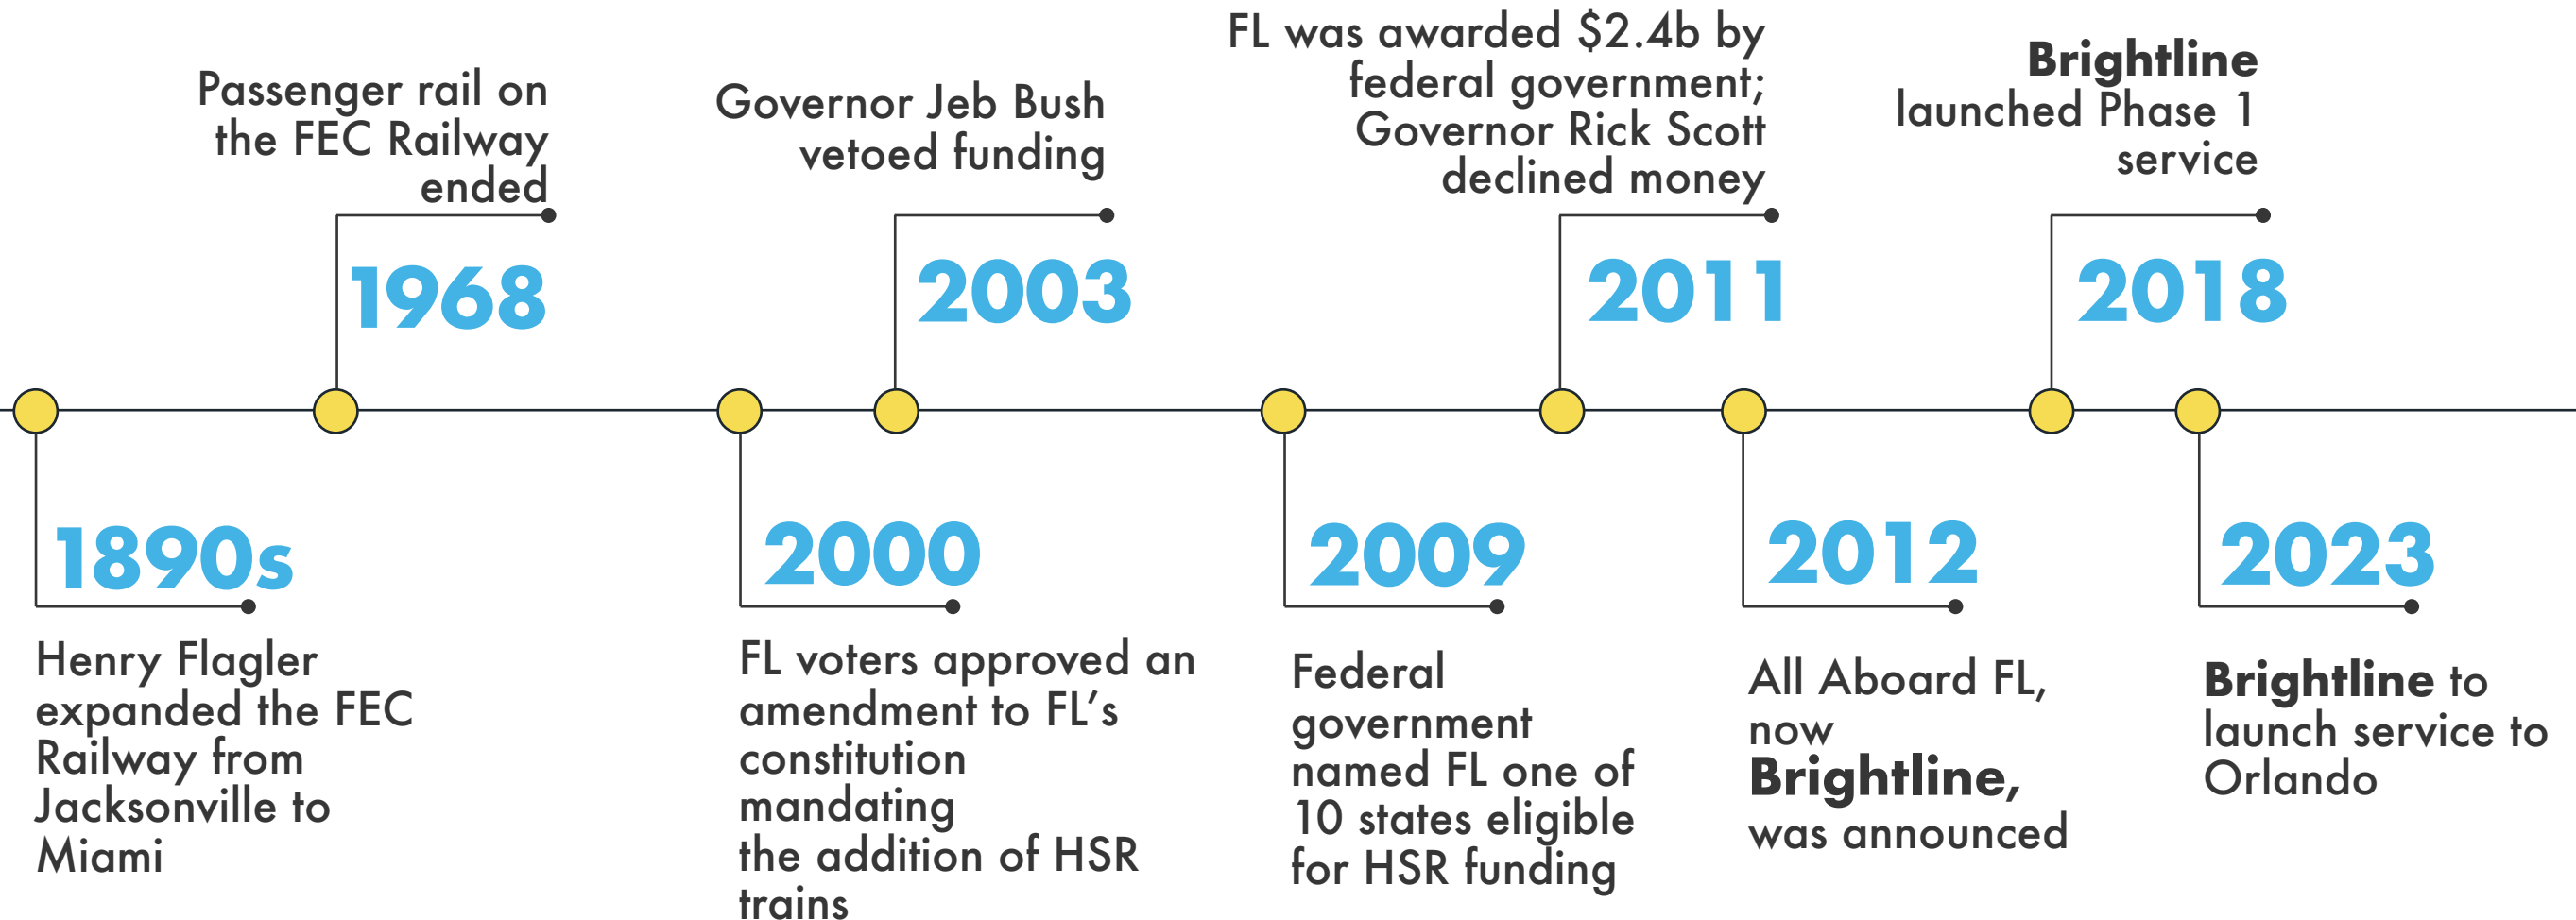 1890s
Henry Flagler
expanded the FEC
Railway from
Jacksonville to
Miami
Passenger rail on
the FEC Railway
ended
1968
2000
FL voters approved an
amendment to FL’s
constitution
mandating
the addition of HSR
trains
Governor Jeb Bush
vetoed funding
2003
2009
Federal
government
named FL one of
10 states eligible
for HSR funding
FL was awarded $2.4b by
federal government;
Governor Rick Scott
declined money
2011
2012
All Aboard FL,
now
Brightline,
was announced
Brightline
launched Phase 1
service
2018
2023
Brightline to
launch service to
Orlando